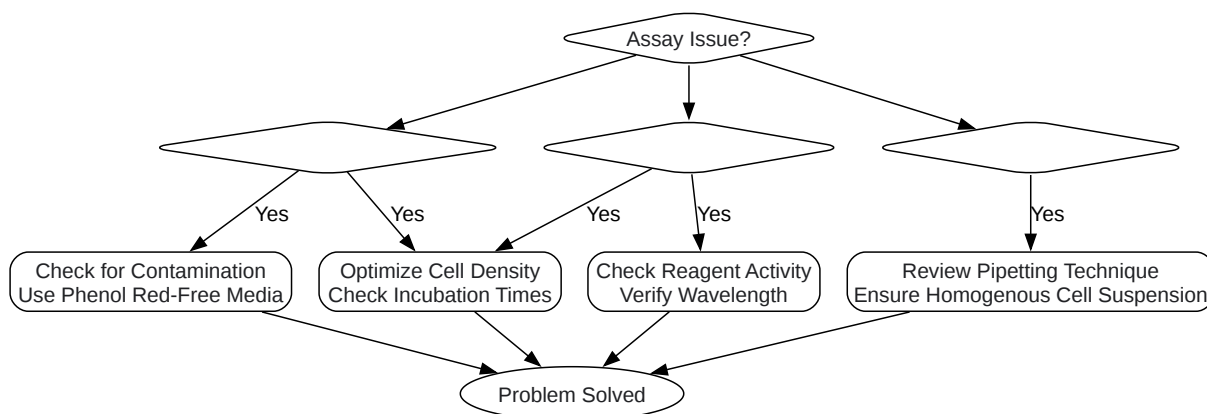 Assay Issue?
Yes
Yes
Yes
Yes
Yes
Check for Contamination
Use Phenol Red-Free Media
Optimize Cell Density
Check Incubation Times
Check Reagent Activity
Verify Wavelength
Review Pipetting Technique
Ensure Homogenous Cell Suspension
Problem Solved